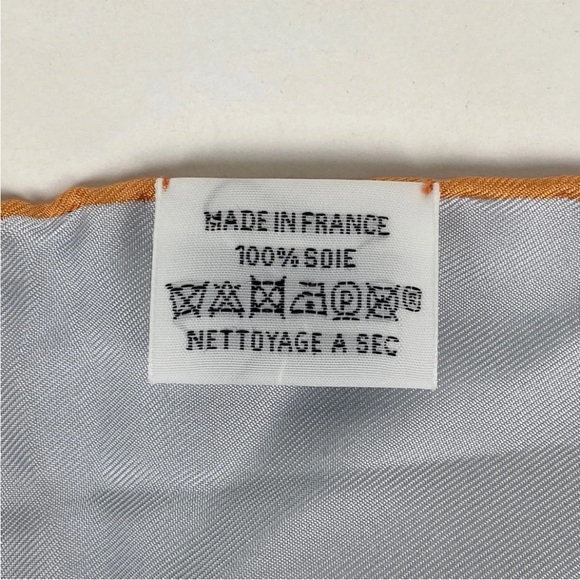 MADE IN FRANCE
100% SOIE
P
NETTOYAGE A SEC